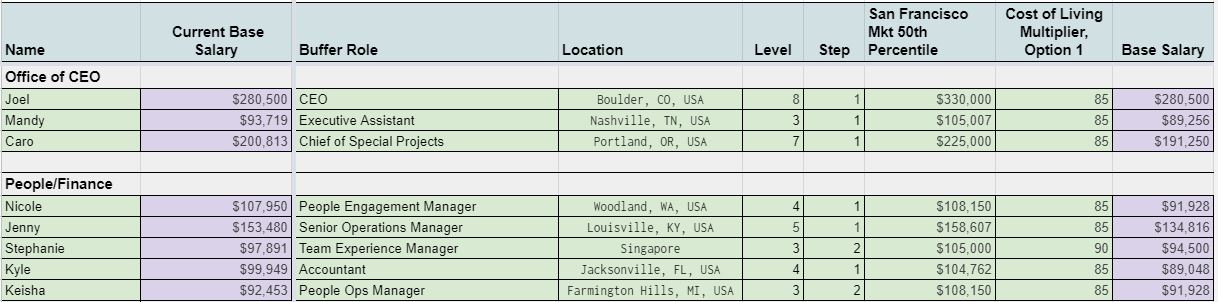 Name Current Base Salary Buffer Role Location Level Step San Francisco Mkt 50th Percentile Cost of Living Multiplier, Option 1 Base Salary
Office of CEO
Joel $280,500 CEO Boulder, CO, USA 8 1 $330,000 85 $280,500
Mandy $93,719 Executive Assistant Nashville, TN, USA 3 1 $105,007 85 $89,256
Caro $200,813 Chief of Special Projects Portland, OR, USA 7 1 $225,000 85 $191,250
People/Finance
Nicole $107,950 People Engagement Manager Woodland, WA, USA 4 1 $108,150 85 $91,928
Jenny $153,480 Senior Operations Manager Louisville, KY, USA 5 1 $158,607 85 $134,816
Stephanie $97,891 Team Experience Manager Singapore 3 2 $105,000 90 $94,500
Kyle $99,949 Accountant Jacksonville, FL, USA 4 1 $104,762 85 $89,048
Keisha $92,453 People Ops Manager Farmington Hills, MI, USA 3 2 $108,150 85 $91,928